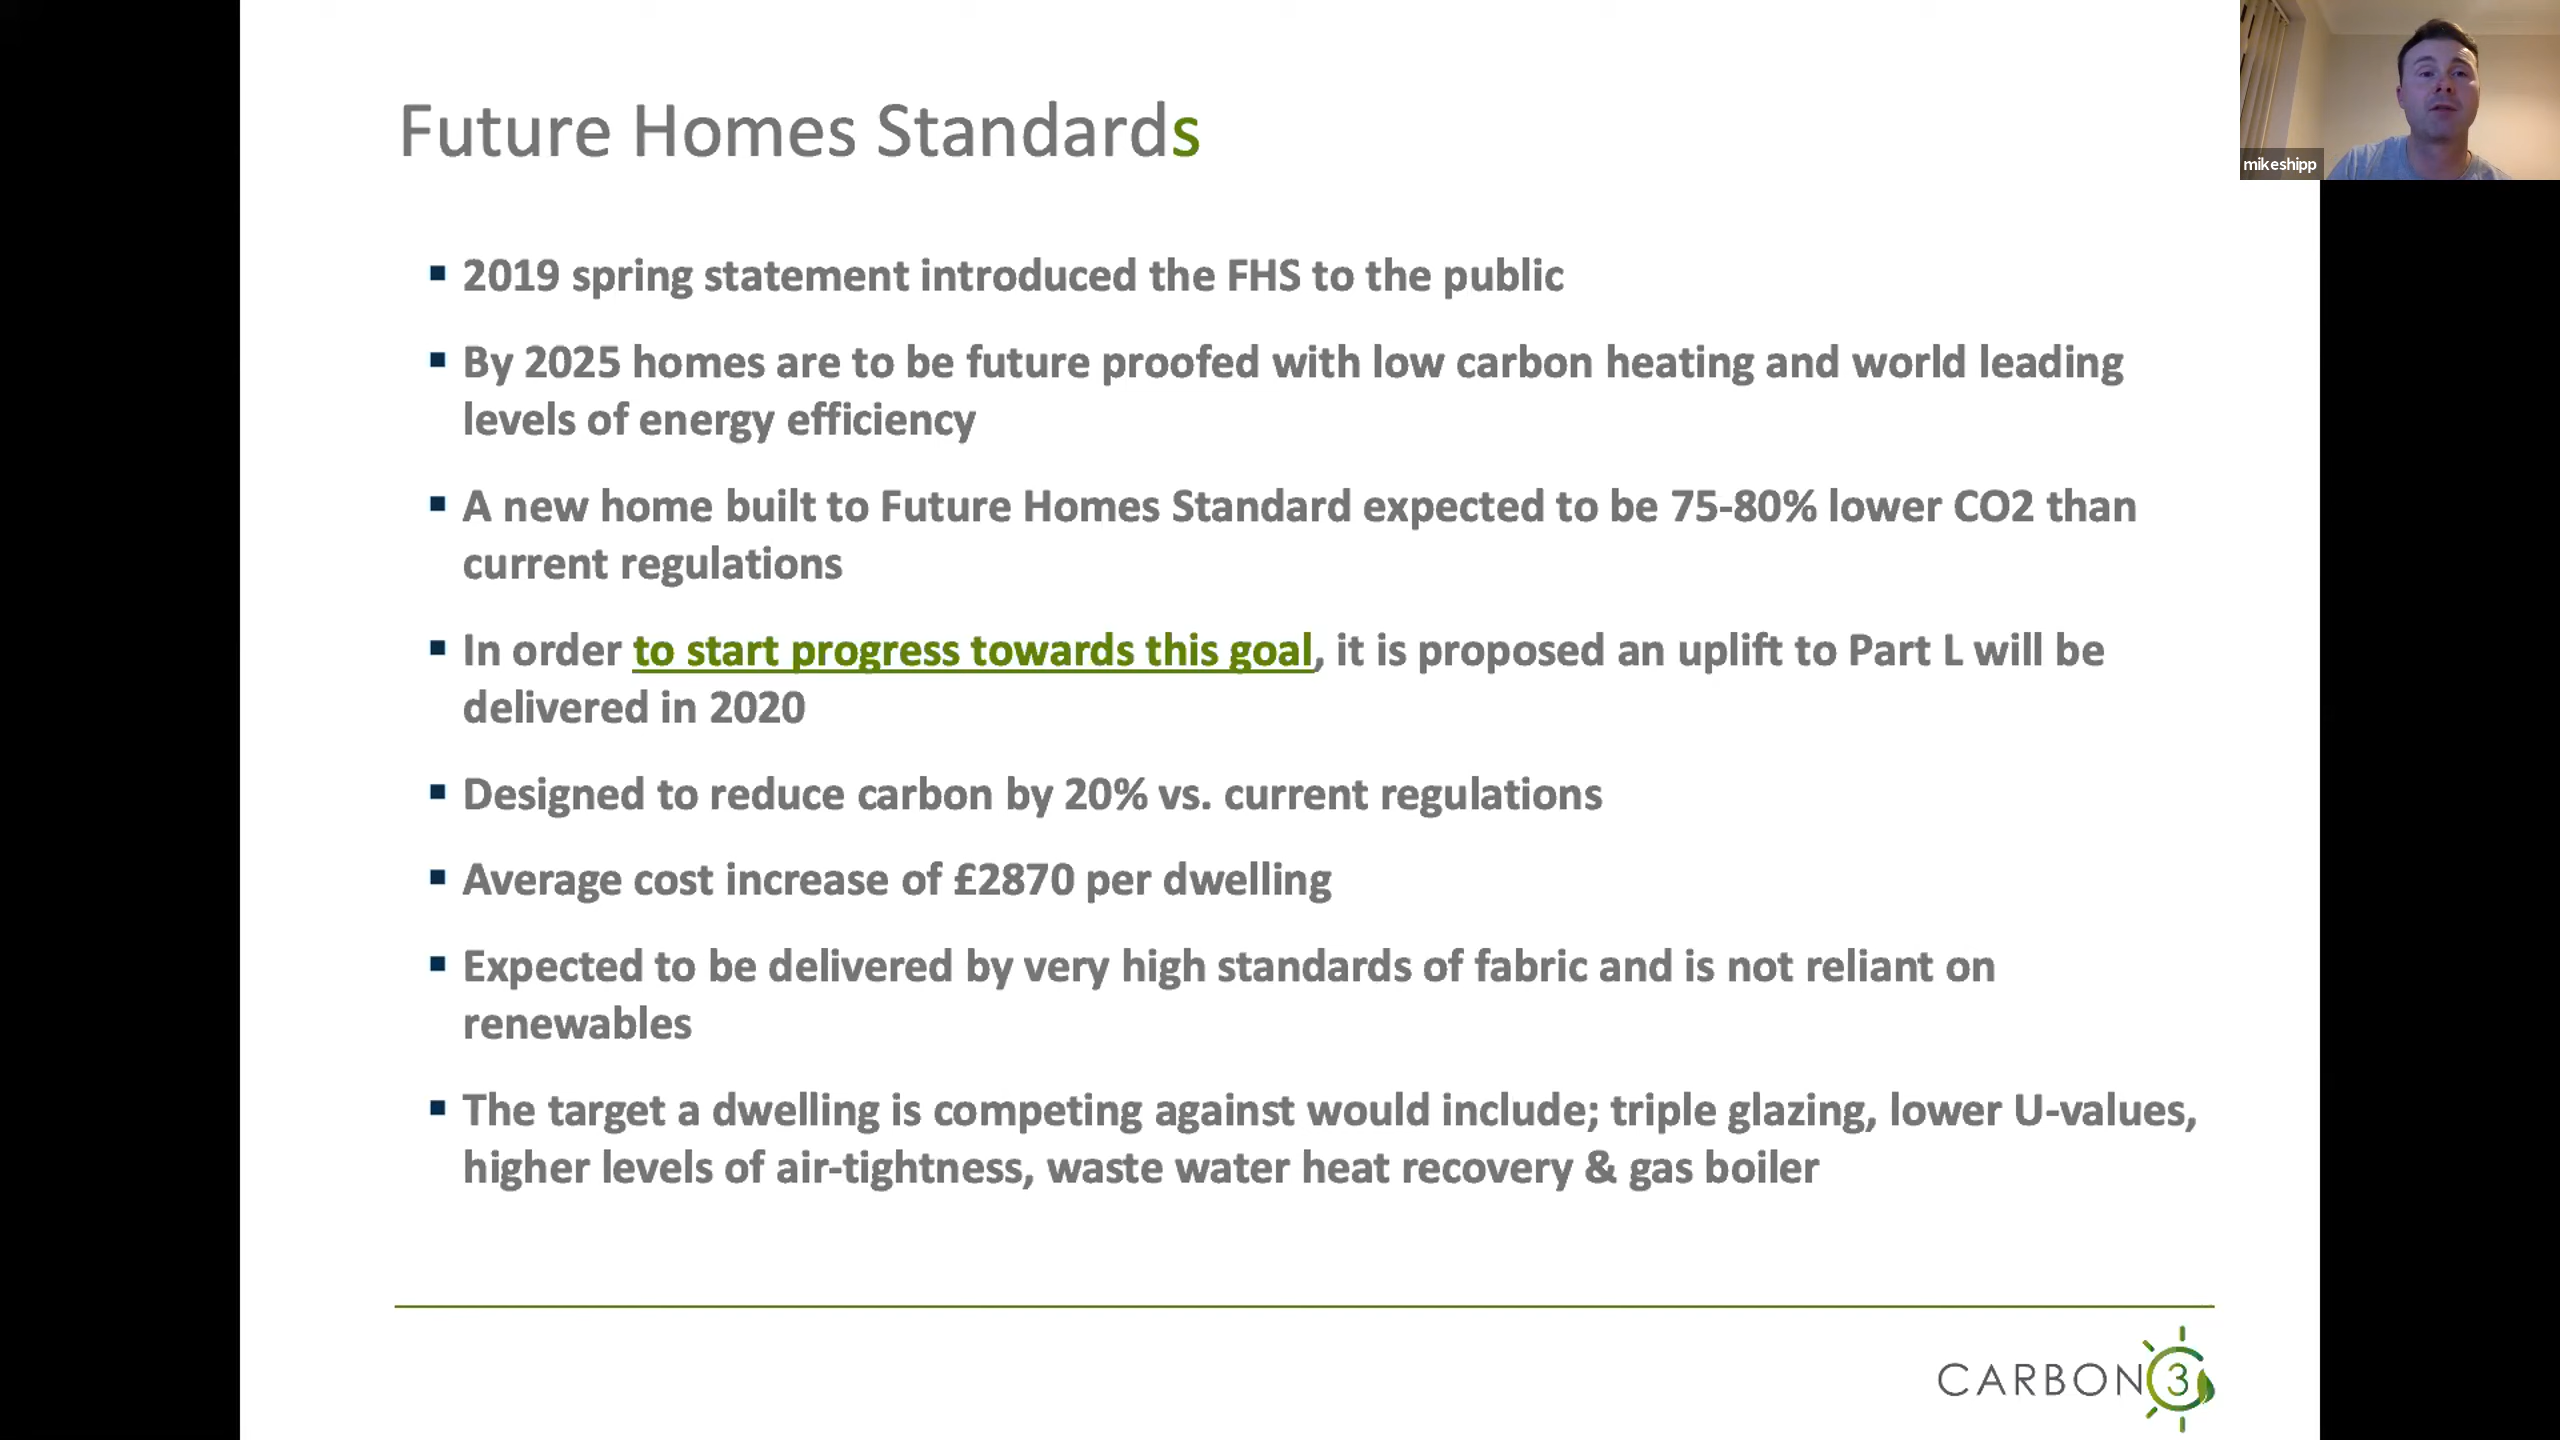 Future Homes Standards
mikeshipp
▪ 2019 spring statement introduced the FHS to the public
▪ By 2025 homes are to be future proofed with low carbon heating and world leading
levels of energy efficiency
▪ A new home built to Future Homes Standard expected to be 75-80% lower CO2 than
current regulations
▪ In order to start progress towards this goal, it is proposed an uplift to Part L will be
delivered in 2020
▪ Designed to reduce carbon by 20% vs. current regulations
▪ Average cost increase of £2870 per dwelling
▪ Expected to be delivered by very high standards of fabric and is not reliant on
renewables
▪ The target a dwelling is competing against would include; triple glazing, lower U-values,
higher levels of air-tightness, waste water heat recovery & gas boiler
CARBON 3